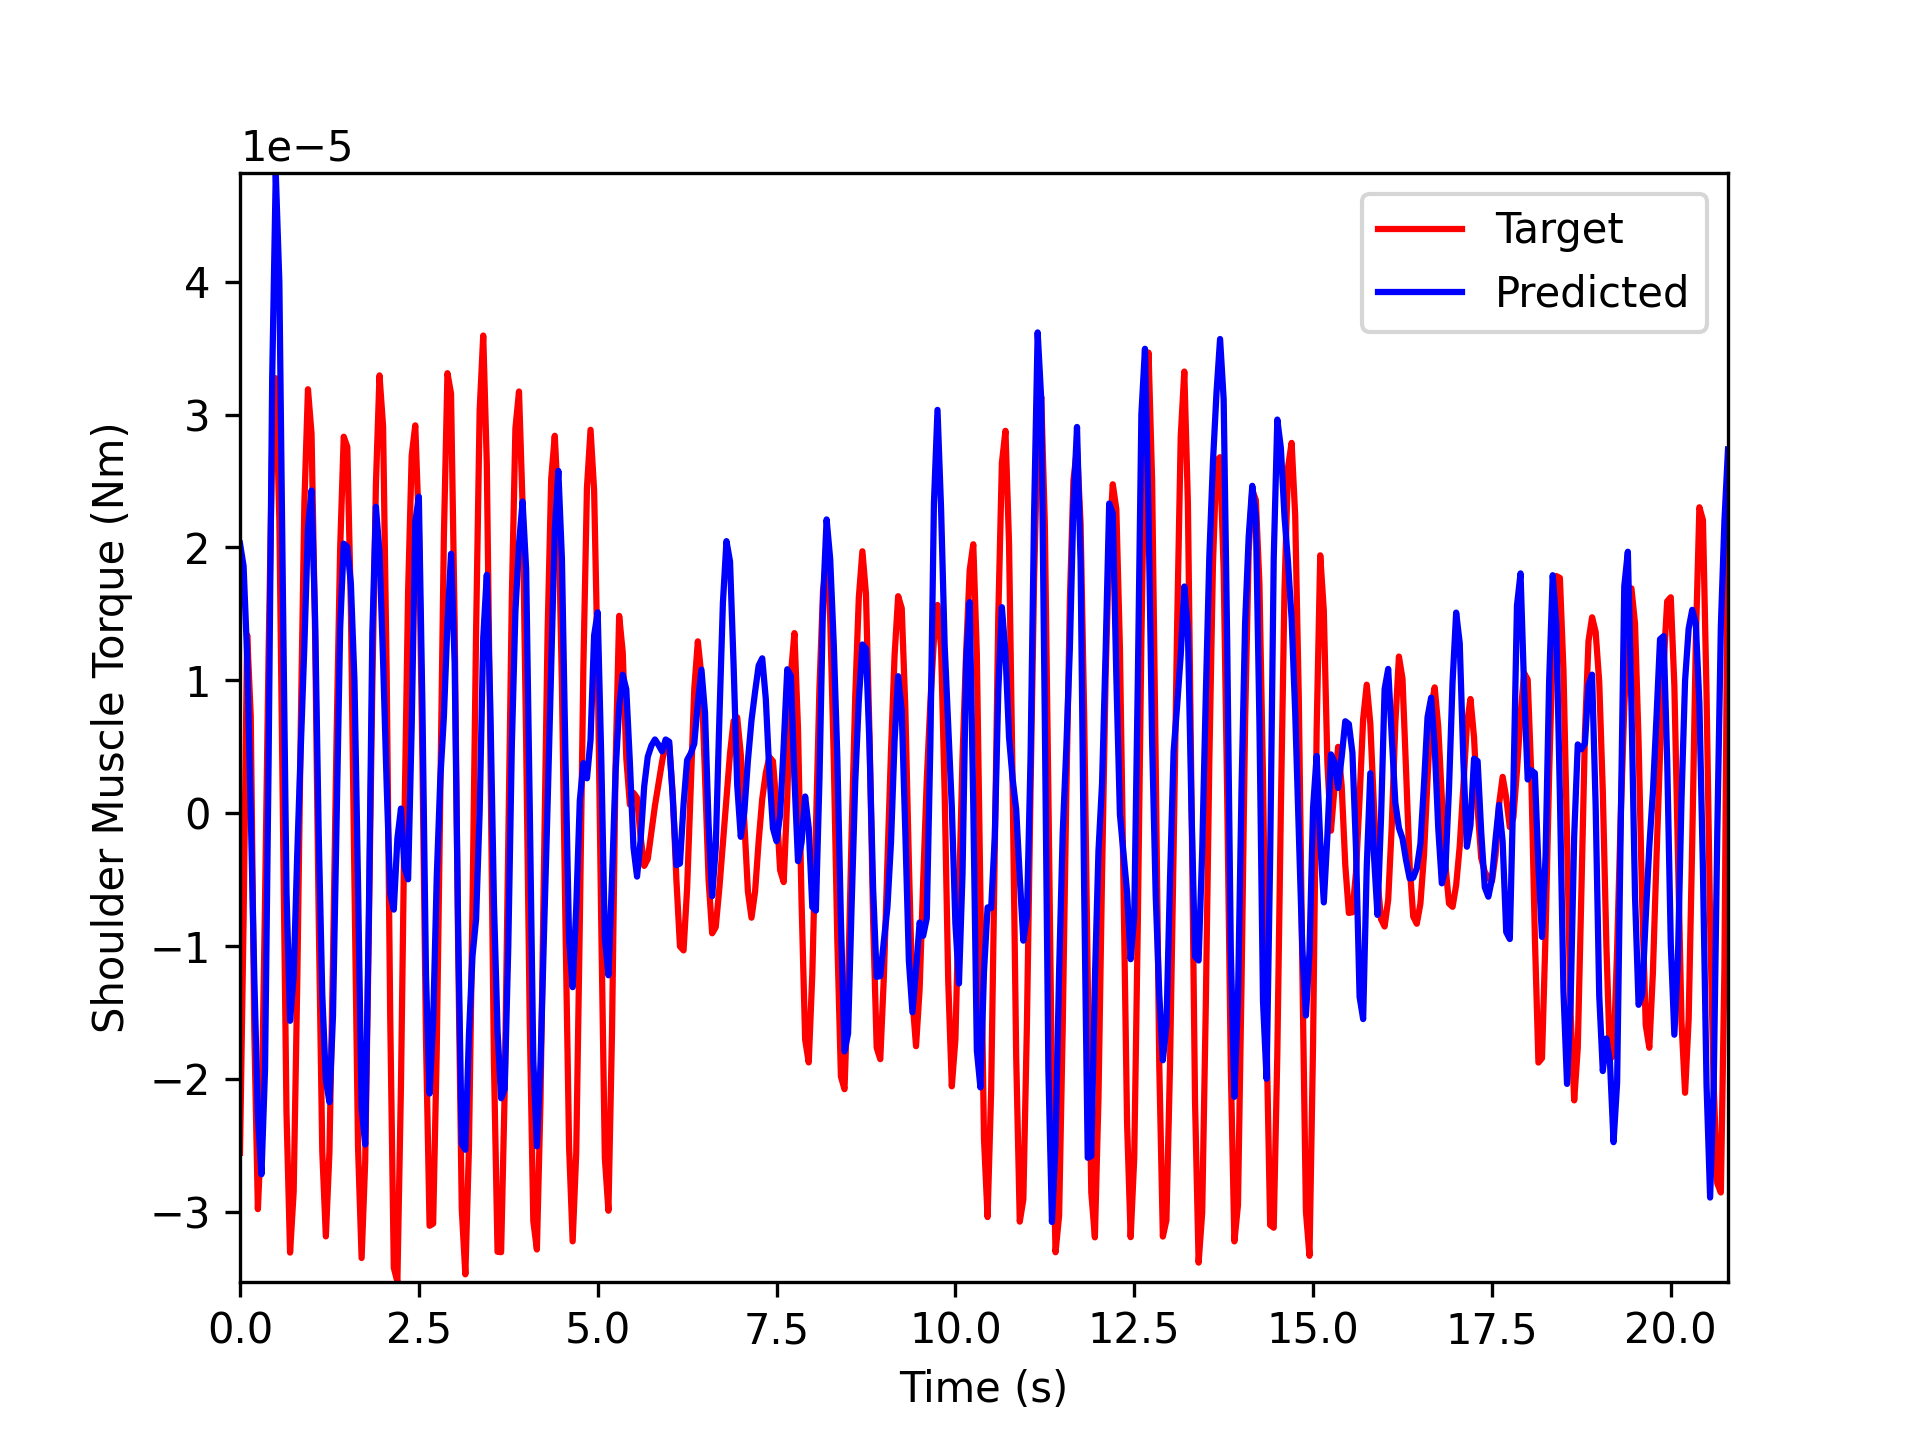 1e−5
Target
Predicted
Shoulder Muscle Torque (Nm)
4
3
2
1
0
−1
−2
−3
0.0 2.5 5.0 7.5 10.0 12.5 15.0 17.5 20.0
Time (s)